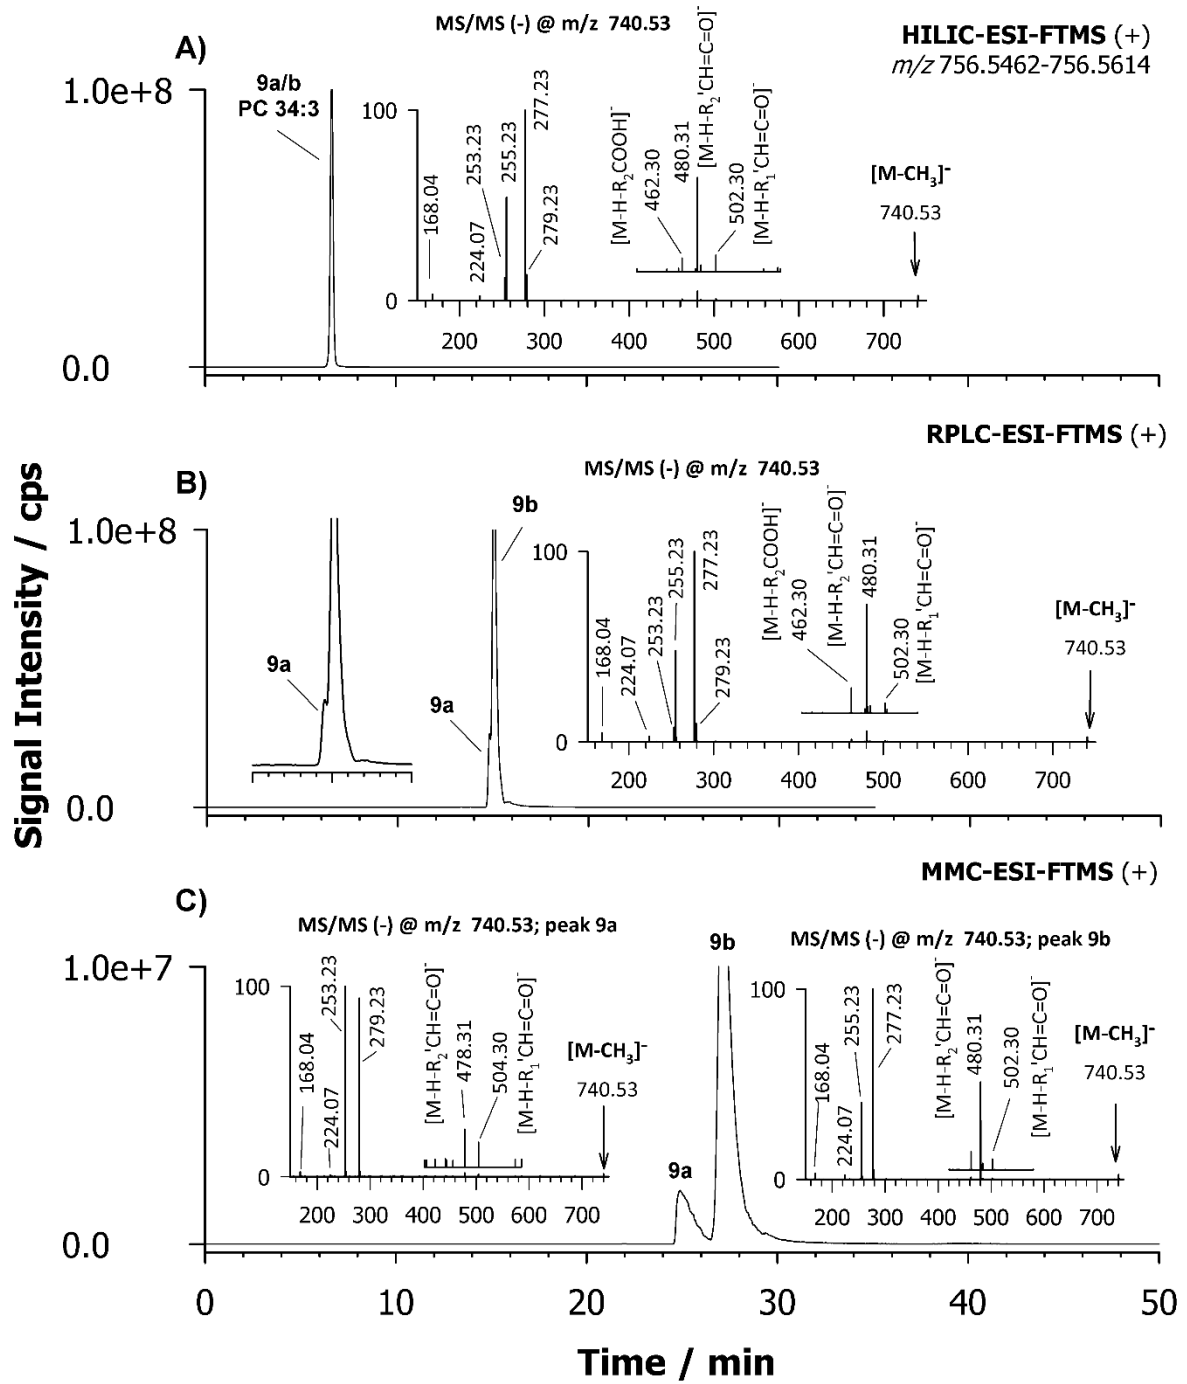 A)
MS/MS (-) @ m/z 740.53
HILIC-ESI-FTMS (+)
m/z 756.5462-756.5614
1.0e+8
9a/b
PC 34:3
100
168.04
224.07
253.23
255.23
277.23
279.23
[M-H-R₂COOH]⁻
462.30
480.31
[M-H-R₂'CH=C=O]⁻
502.30
[M-H-R₁'CH=C=O]⁻
[M-CH₃]⁻
740.53
0
200 300 400 500 600 700
0.0
RPLC-ESI-FTMS (+)
B)
MS/MS (-) @ m/z 740.53
9b
1.0e+8
9a
9a
100
168.04
224.07
253.23
255.23
277.23
279.23
[M-H-R₂COOH]⁻
462.30
[M-H-R₂'CH=C=O]⁻
480.31
502.30
[M-H-R₁'CH=C=O]⁻
[M-CH₃]⁻
740.53
0
200 300 400 500 600 700
0.0
Signal Intensity / cps
MMC-ESI-FTMS (+)
C)
MS/MS (-) @ m/z 740.53; peak 9a
1.0e+7
100
168.04
224.07
253.23
279.23
[M-H-R₂'CH=C=O]⁻
478.31
504.30
[M-H-R₁'CH=C=O]⁻
[M-CH₃]⁻
740.53
0
200 300 400 500 600 700
9a
9b
MS/MS (-) @ m/z 740.53; peak 9b
100
168.04
224.07
255.23
277.23
[M-H-R₂'CH=C=O]⁻
480.31
502.30
[M-H-R₁'CH=C=O]⁻
[M-CH₃]⁻
740.53
0
200 300 400 500 600 700
0.0
0 10 20 30 40 50
Time / min